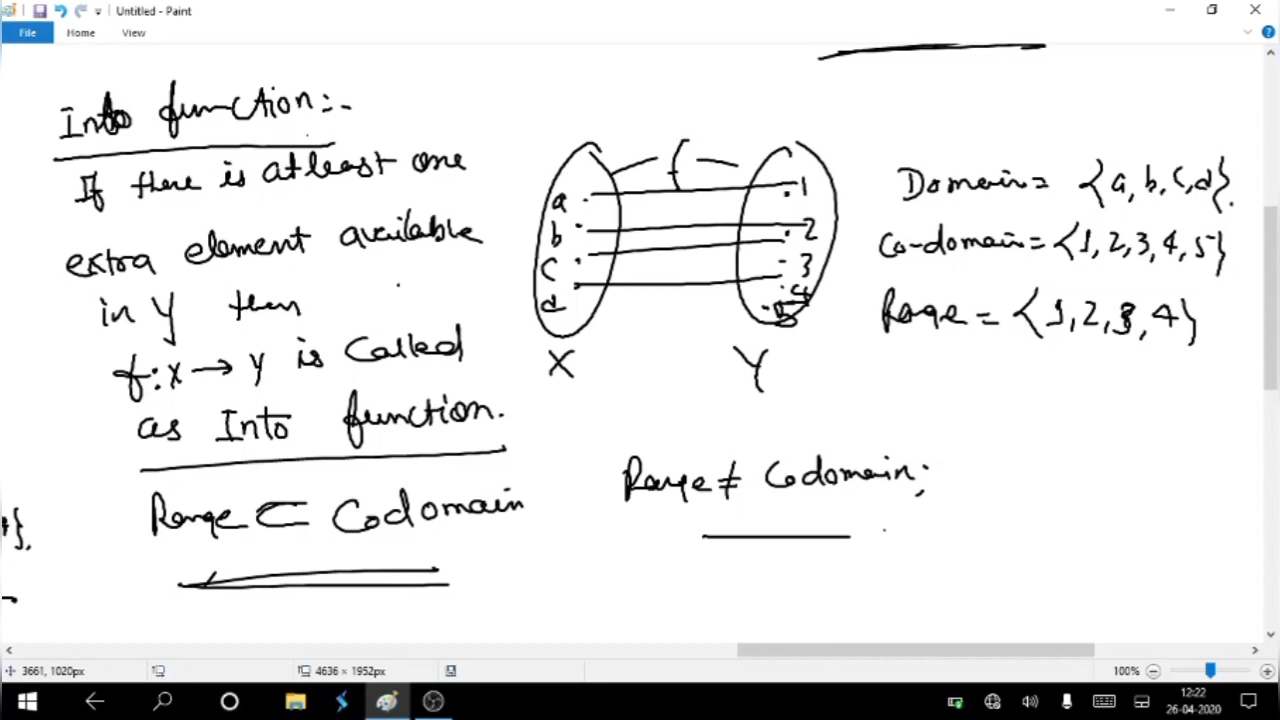 Untitled - Paint
File Home View
Into function:-.
If there is atleast one
extra element available
in Y then
f: X → Y is called
as Into function.
Range ⊂ Codomain
f
a
b
c
d
X
1
2
3
4
5
Y
Domain = {a, b, c, d}.
Co-domain = {1, 2, 3, 4, 5}
Range = {1, 2, 3, 4}
Range ≠ Codomain;
3661, 1020px
4636 × 1952px
100%
12:22
26-04-2020